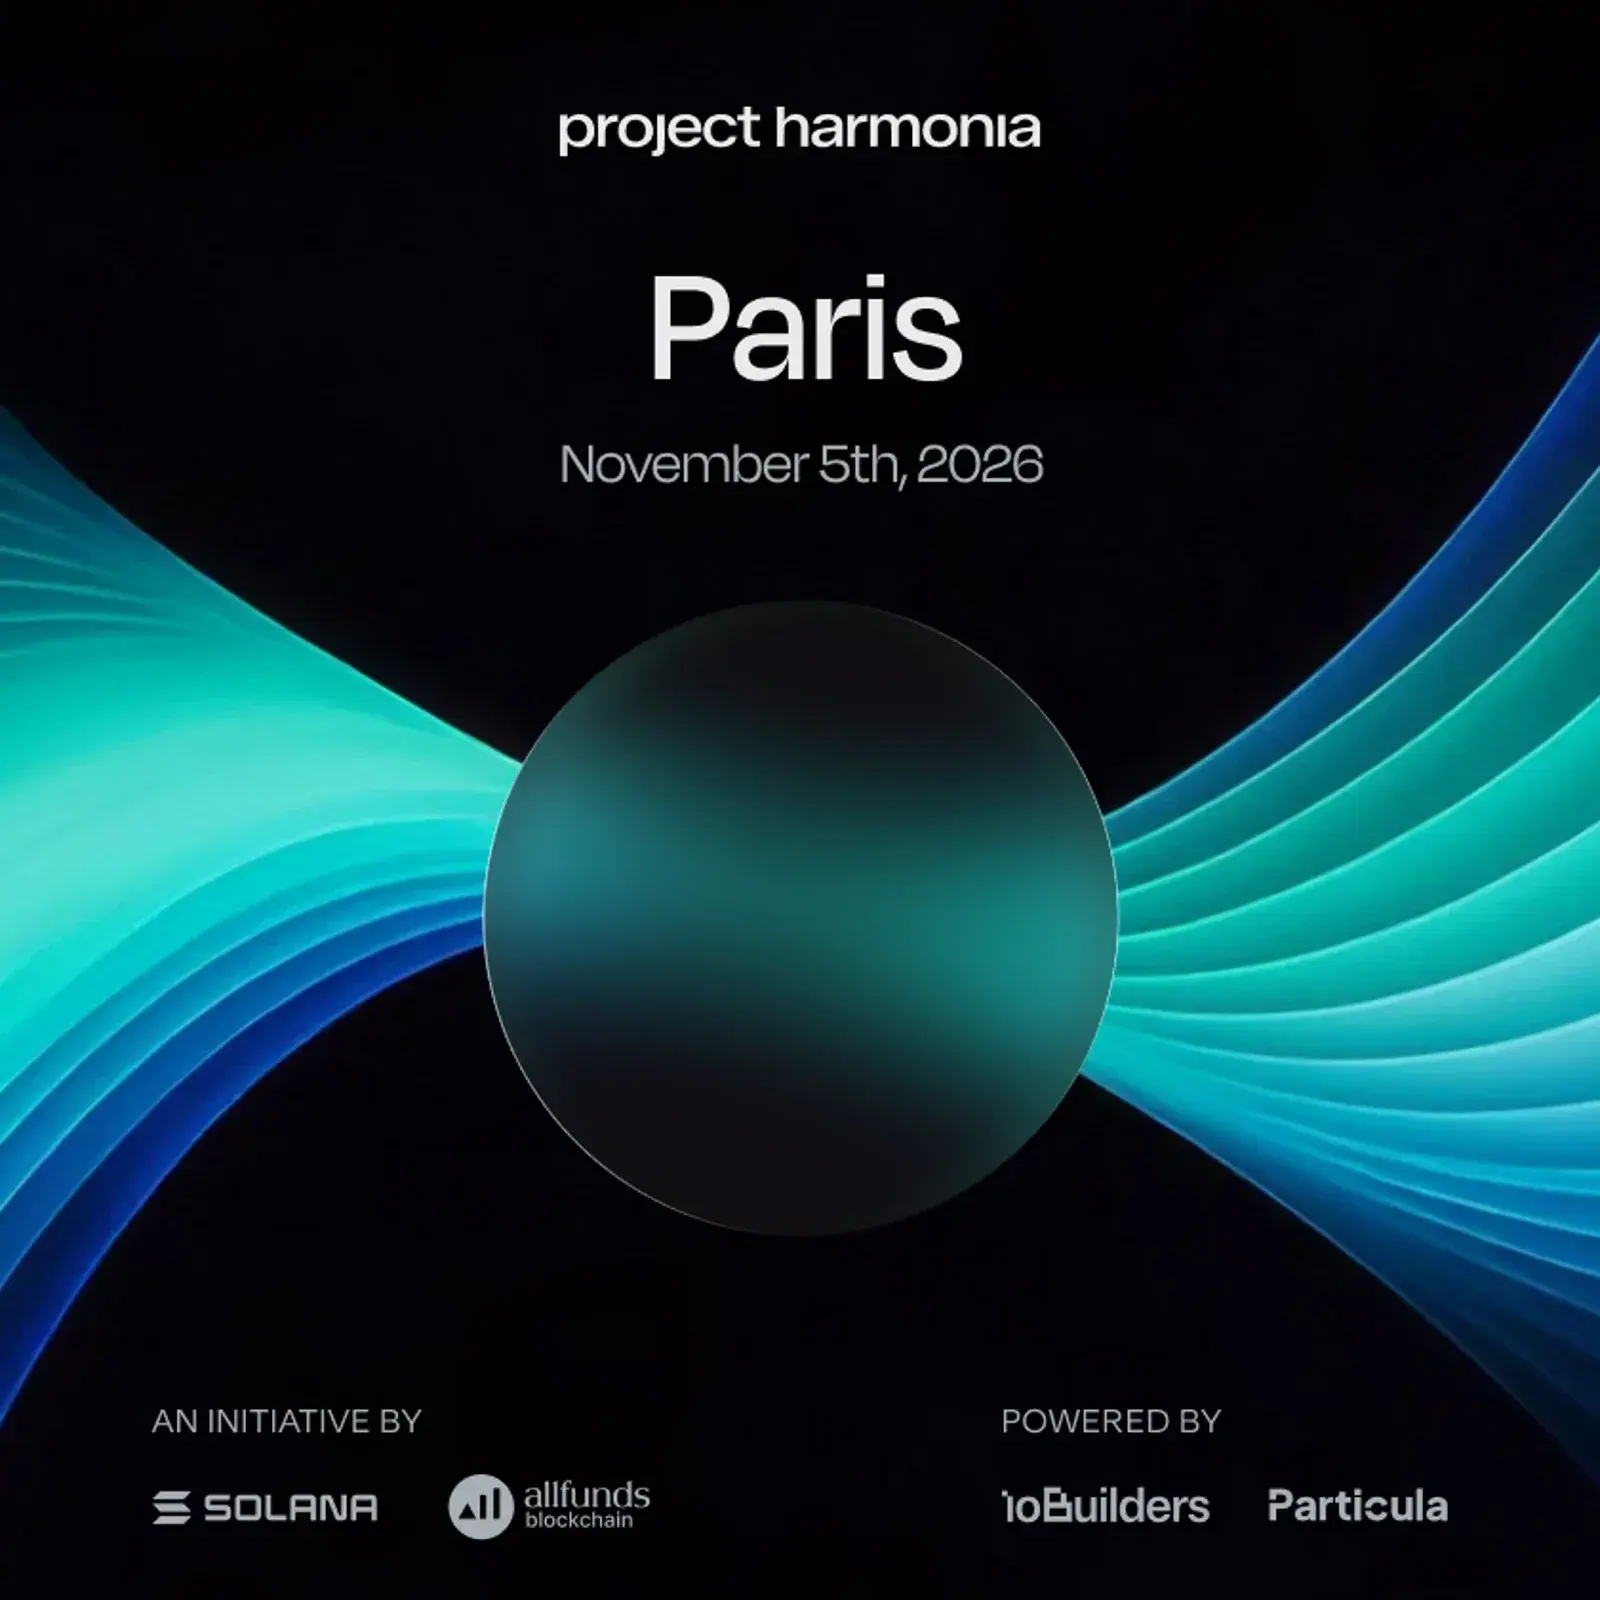 project harmonia
Paris
November 5th, 2026
AN INITIATIVE BY
SOLANA
allfunds
blockchain
POWERED BY
ioBuilders
Particula